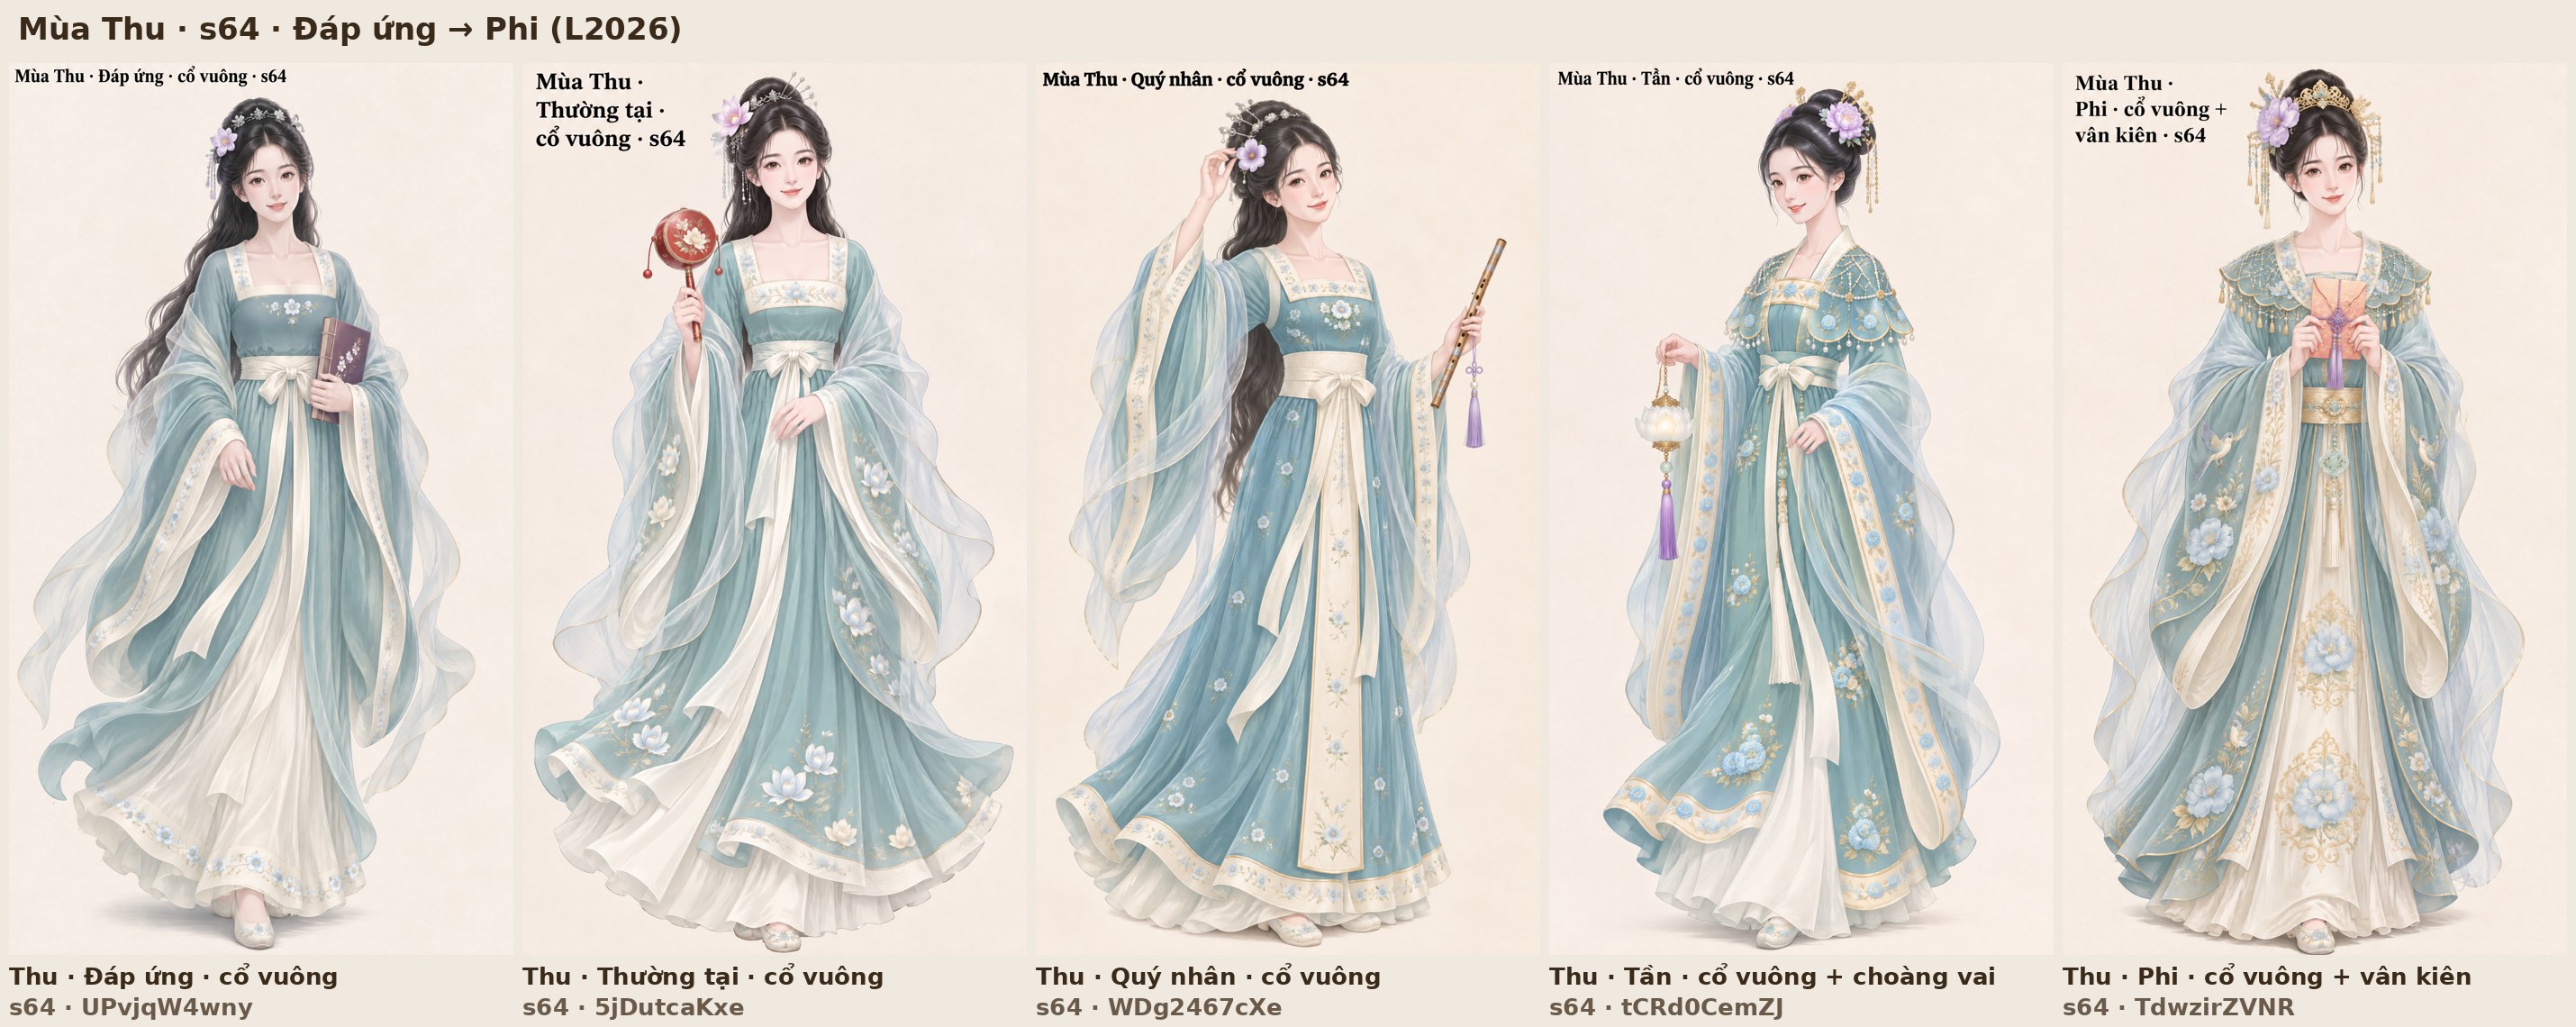 Mùa Thu · s64 · Đáp ứng → Phi (L2026)
Mùa Thu · Đáp ứng · cổ vuông · s64
Mùa Thu ·
Thường tại ·
cổ vuông · s64
Mùa Thu · Quý nhân · cổ vuông · s64
Mùa Thu · Tần · cổ vuông · s64
Mùa Thu ·
Phi · cổ vuông +
vân kiên · s64
Thu · Đáp ứng · cổ vuông
s64 · UPvjqW4wny
Thu · Thường tại · cổ vuông
s64 · 5jDutcaKxe
Thu · Quý nhân · cổ vuông
s64 · WDg2467cXe
Thu · Tần · cổ vuông + choàng vai
s64 · tCRd0CemZJ
Thu · Phi · cổ vuông + vân kiên
s64 · TdwzirZVNR